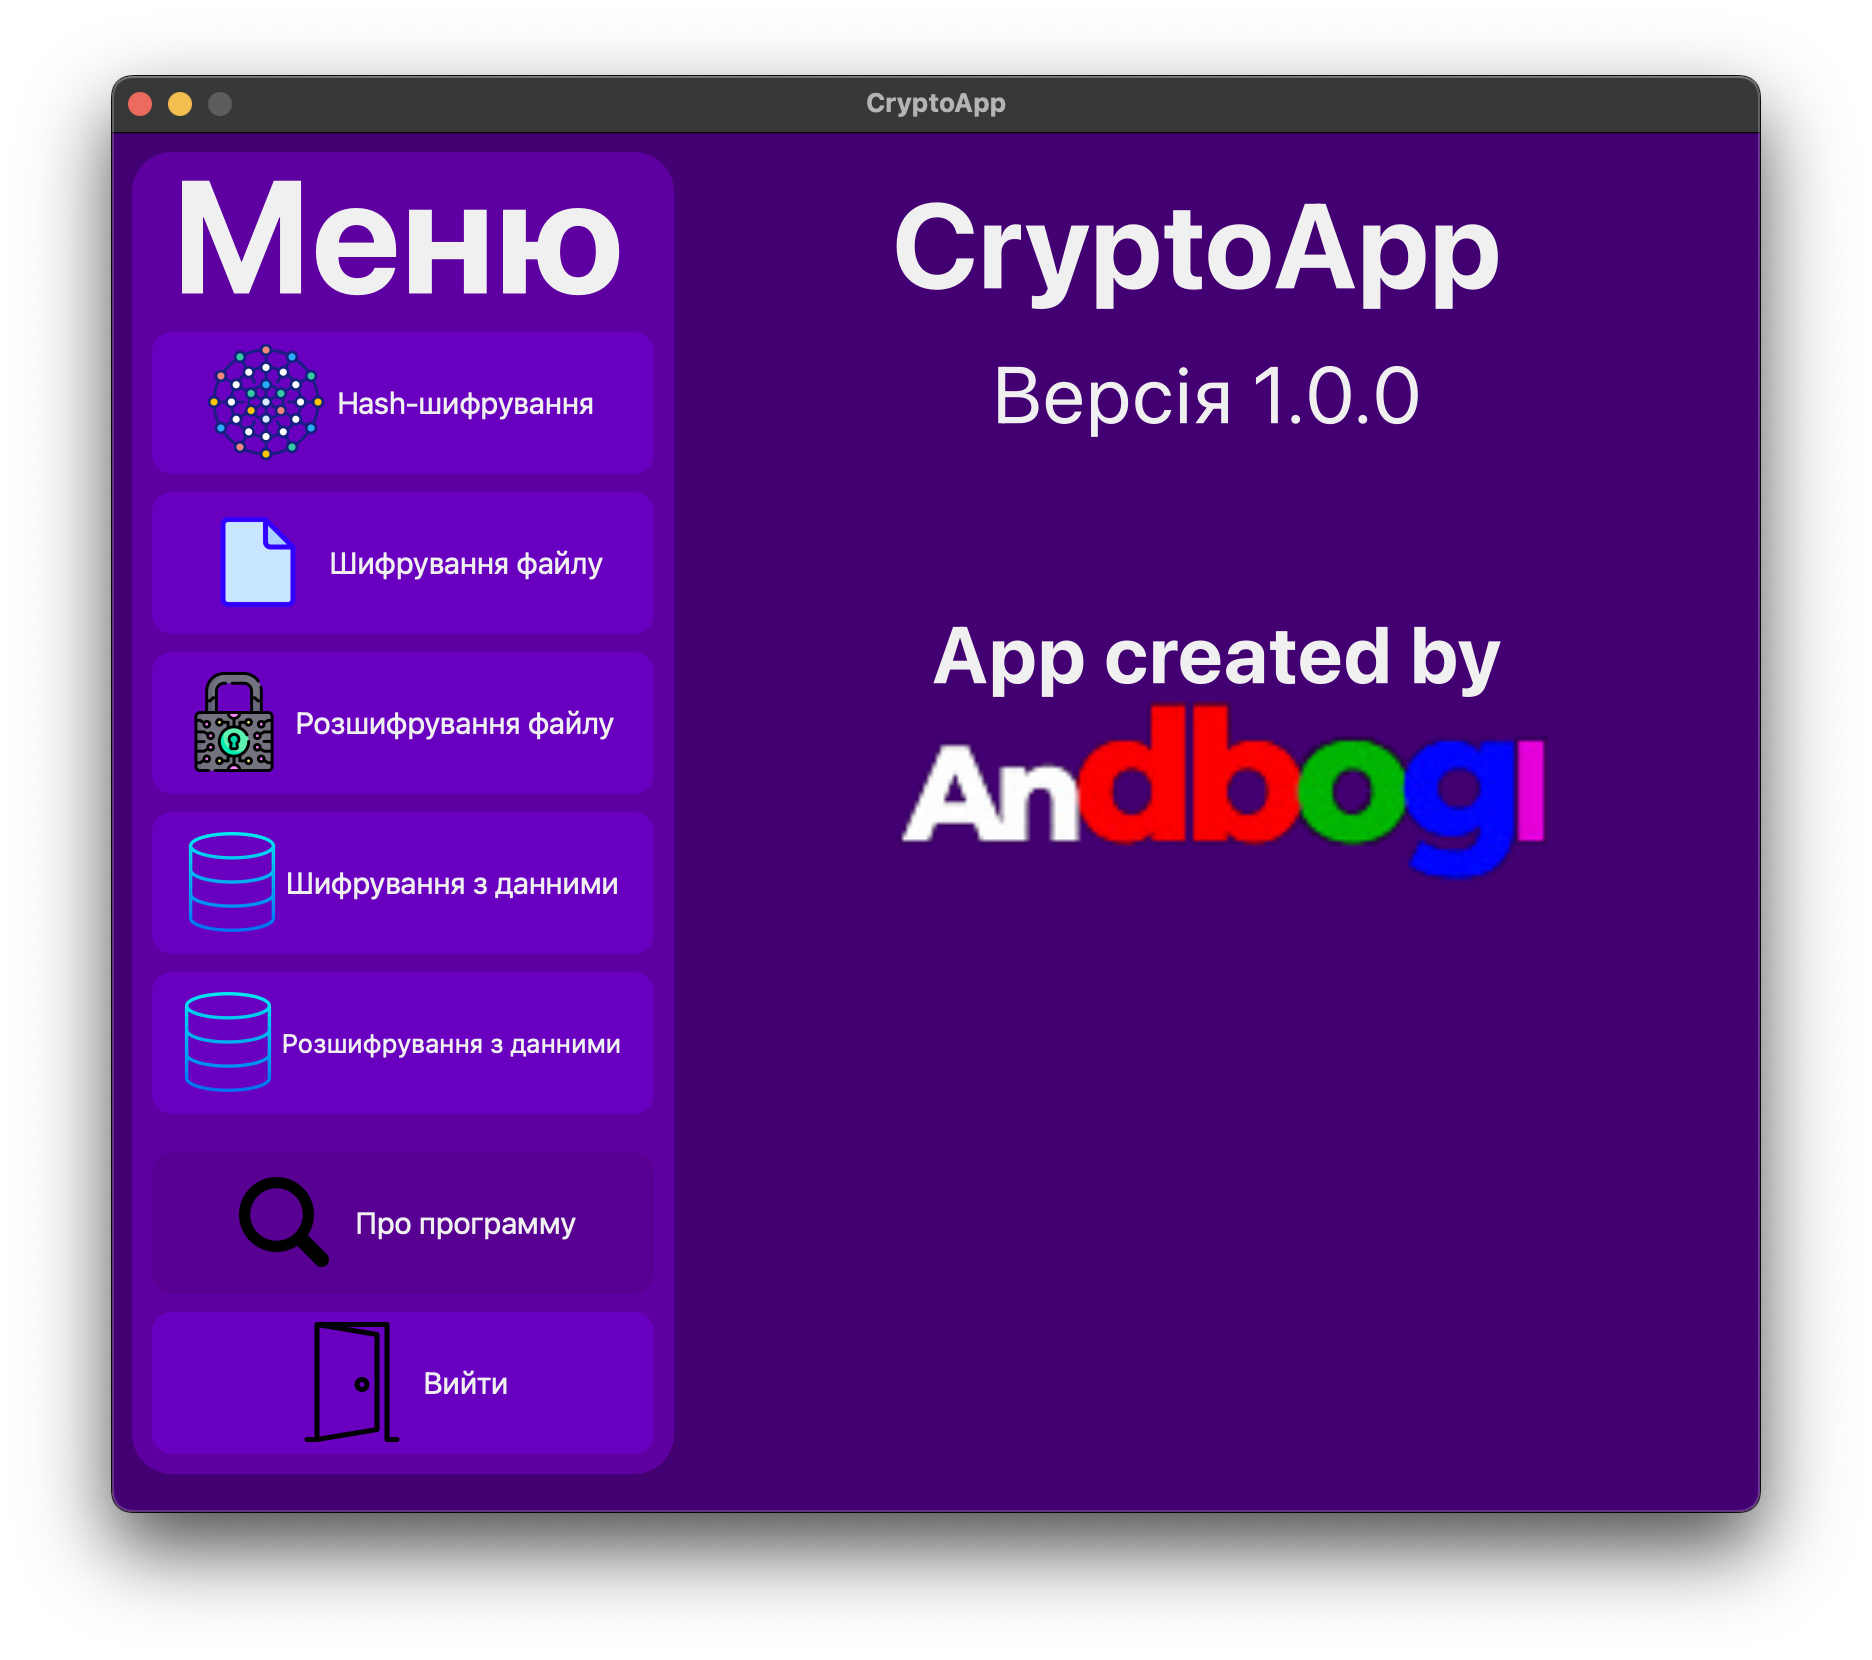 CryptoApp
Меню
Hash-шифрування
Шифрування файлу
Розшифрування файлу
Шифрування з данними
Розшифрування з данними
Про программу
Вийти
CryptoApp
Версія 1.0.0
App created by
Andbogi